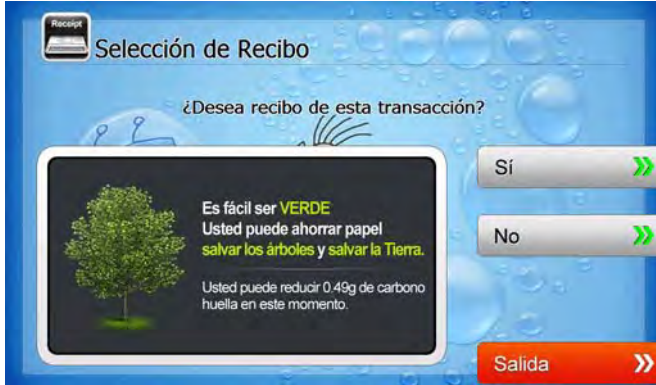 Receipt
Selección de Recibo
¿Desea recibo de esta transacción?
Es fácil ser VERDE
Usted puede ahorrar papel
salvar los árboles y salvar la Tierra.
Usted puede reducir 0.49g de carbono
huella en este momento.
Sí
No
Salida